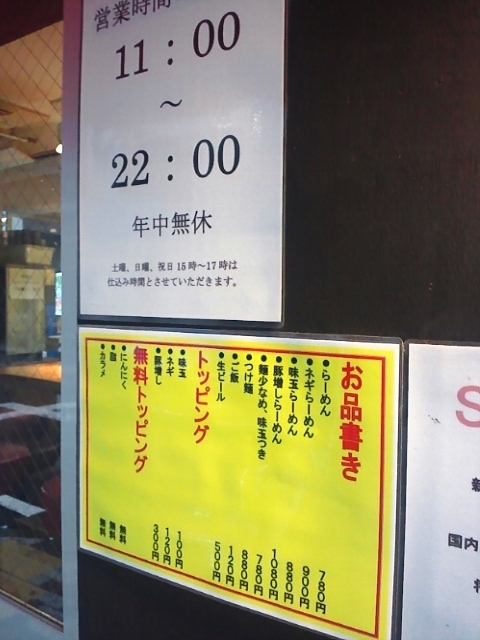 営業時間
11:00
～
22:00
年中無休
土曜、日曜、祝日15時～17時は
仕込み時間とさせていただきます。
お品書き
●らーめん 780円
●ネギらーめん 900円
●味玉らーめん 880円
●豚増しらーめん 1080円
●麺少なめ、味玉つき 780円
●つけ麺 880円
●ご飯 120円
●生ビール 500円
トッピング
●味玉 100円
●ネギ 120円
●豚増し 300円
無料トッピング
●にんにく 無料
●脂 無料
●カラメ 無料
S
国内